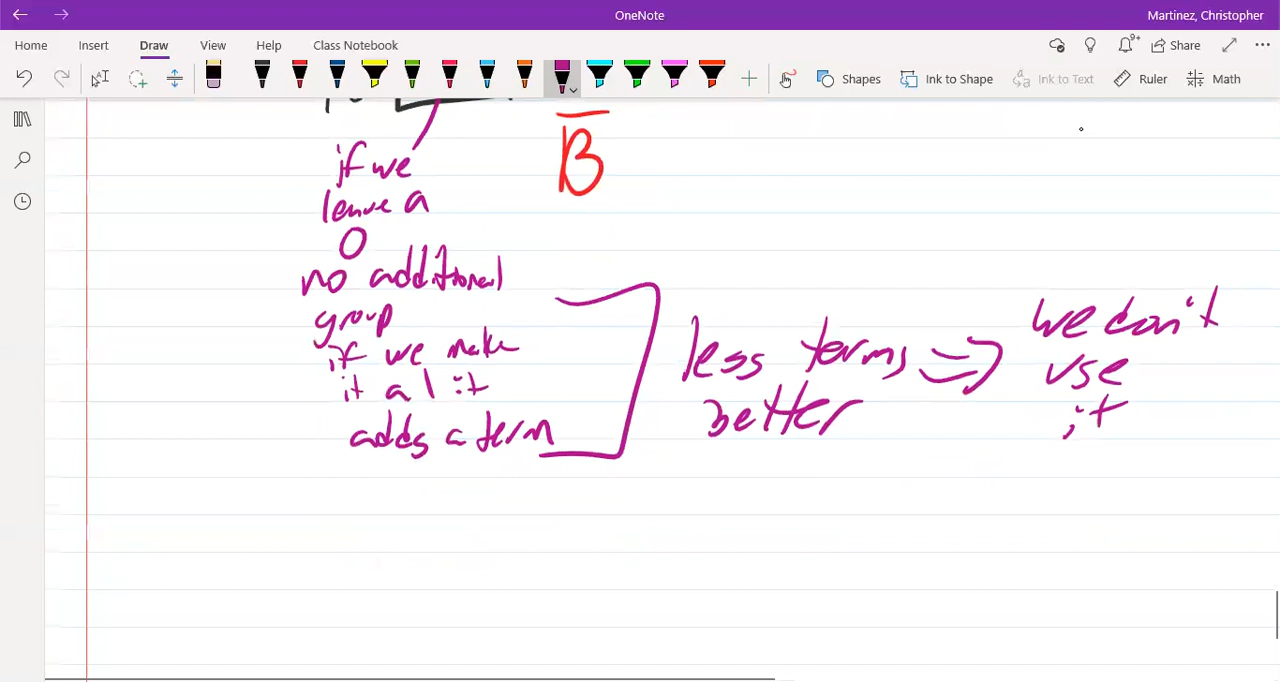 OneNote
Martinez, Christopher
Home Insert Draw View Help Class Notebook
Share
Shapes Ink to Shape Ink to Text Ruler Math
B
if we
leave a
0
no additional
group
if we make
it a 1 it
adds a term
less terms
better
we don't
use
it